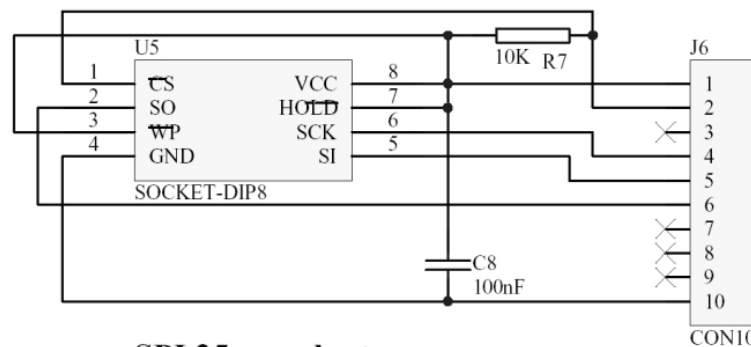 U5
10K
R7
J6
1
2
3
4
CS
SO
WP
GND
VCC
HOLD
SCK
SI
8
7
6
5
SOCKET-DIP8
C8
100nF
1
2
3
4
5
6
7
8
9
10
CON10